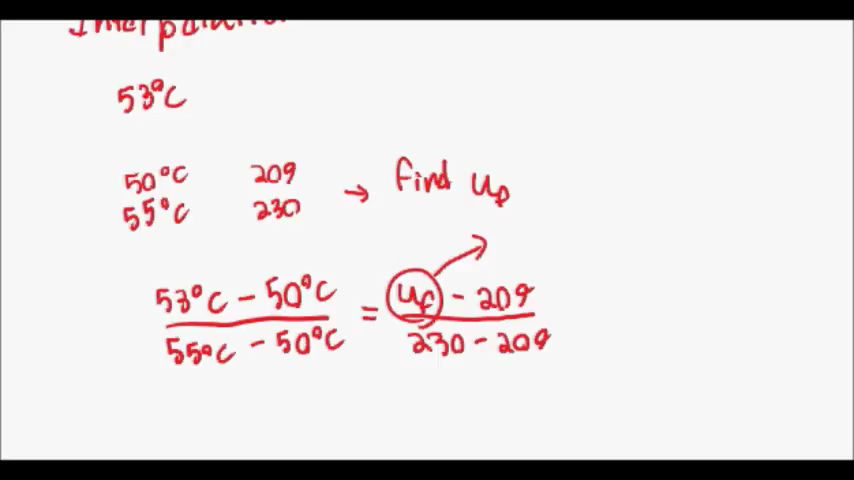 53°C
50°C 209 → find uf
55°C 230
53°C - 50°C = uf - 209
55°C - 50°C 230 - 209